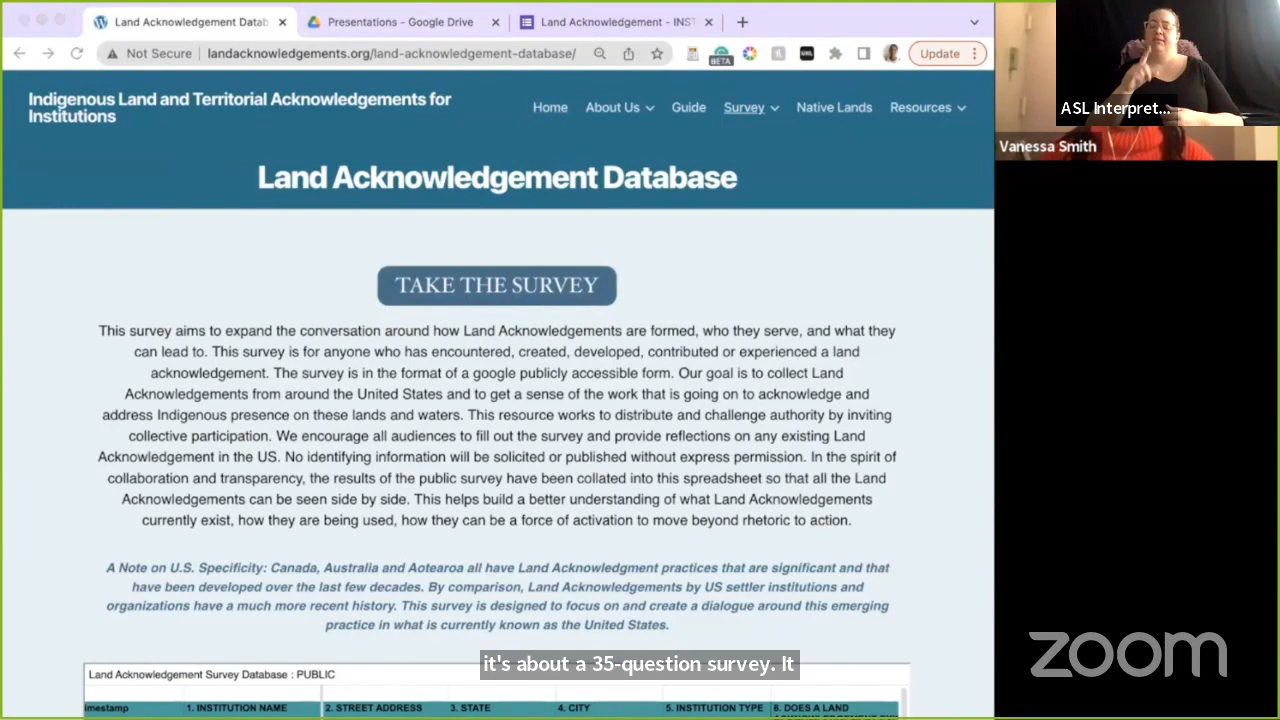 Land Acknowledgement Datab
Presentations - Google Drive
Land Acknowledgement - INST
Not Secure
landacknowledgements.org/land-acknowledgement-database/
BETA
Update
ASL Interpret...
Vanessa Smith
Indigenous Land and Territorial Acknowledgements for
Institutions
Home
About Us
Guide
Survey
Native Lands
Resources
Land Acknowledgement Database
TAKE THE SURVEY
This survey aims to expand the conversation around how Land Acknowledgements are formed, who they serve, and what they
can lead to. This survey is for anyone who has encountered, created, developed, contributed or experienced a land
acknowledgement. The survey is in the format of a google publicly accessible form. Our goal is to collect Land
Acknowledgements from around the United States and to get a sense of the work that is going on to acknowledge and
address Indigenous presence on these lands and waters. This resource works to distribute and challenge authority by inviting
collective participation. We encourage all audiences to fill out the survey and provide reflections on any existing Land
Acknowledgement in the US. No identifying information will be solicited or published without express permission. In the spirit of
collaboration and transparency, the results of the public survey have been collated into this spreadsheet so that all the Land
Acknowledgements can be seen side by side. This helps build a better understanding of what Land Acknowledgements
currently exist, how they are being used, how they can be a force of activation to move beyond rhetoric to action.
A Note on U.S. Specificity: Canada, Australia and Aotearoa all have Land Acknowledgment practices that are significant and that
have been developed over the last few decades. By comparison, Land Acknowledgements by US settler institutions and
organizations have a much more recent history. This survey is designed to focus on and create a dialogue around this emerging
practice in what is currently known as the United States.
it's about a 35-question survey. It
Land Acknowledgement Survey Database : PUBLIC
imestamp
1. INSTITUTION NAME
2. STREET ADDRESS
3. STATE
4. CITY
5. INSTITUTION TYPE
8. DOES A LAND
zoom